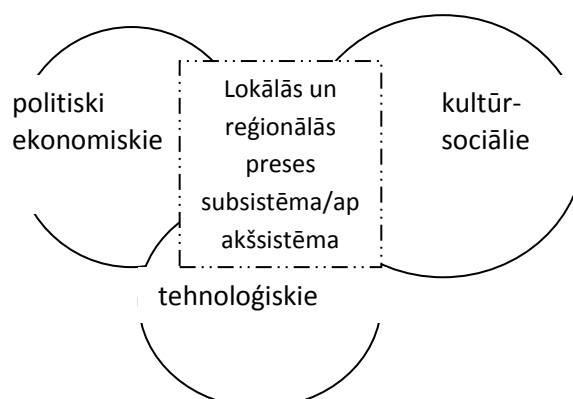 politiski
ekonomiskie
Lokālās un
reģionālās
preses
subsistēma/ap
akšsistēma
kultūr-
sociālie
tehnoloģiskie